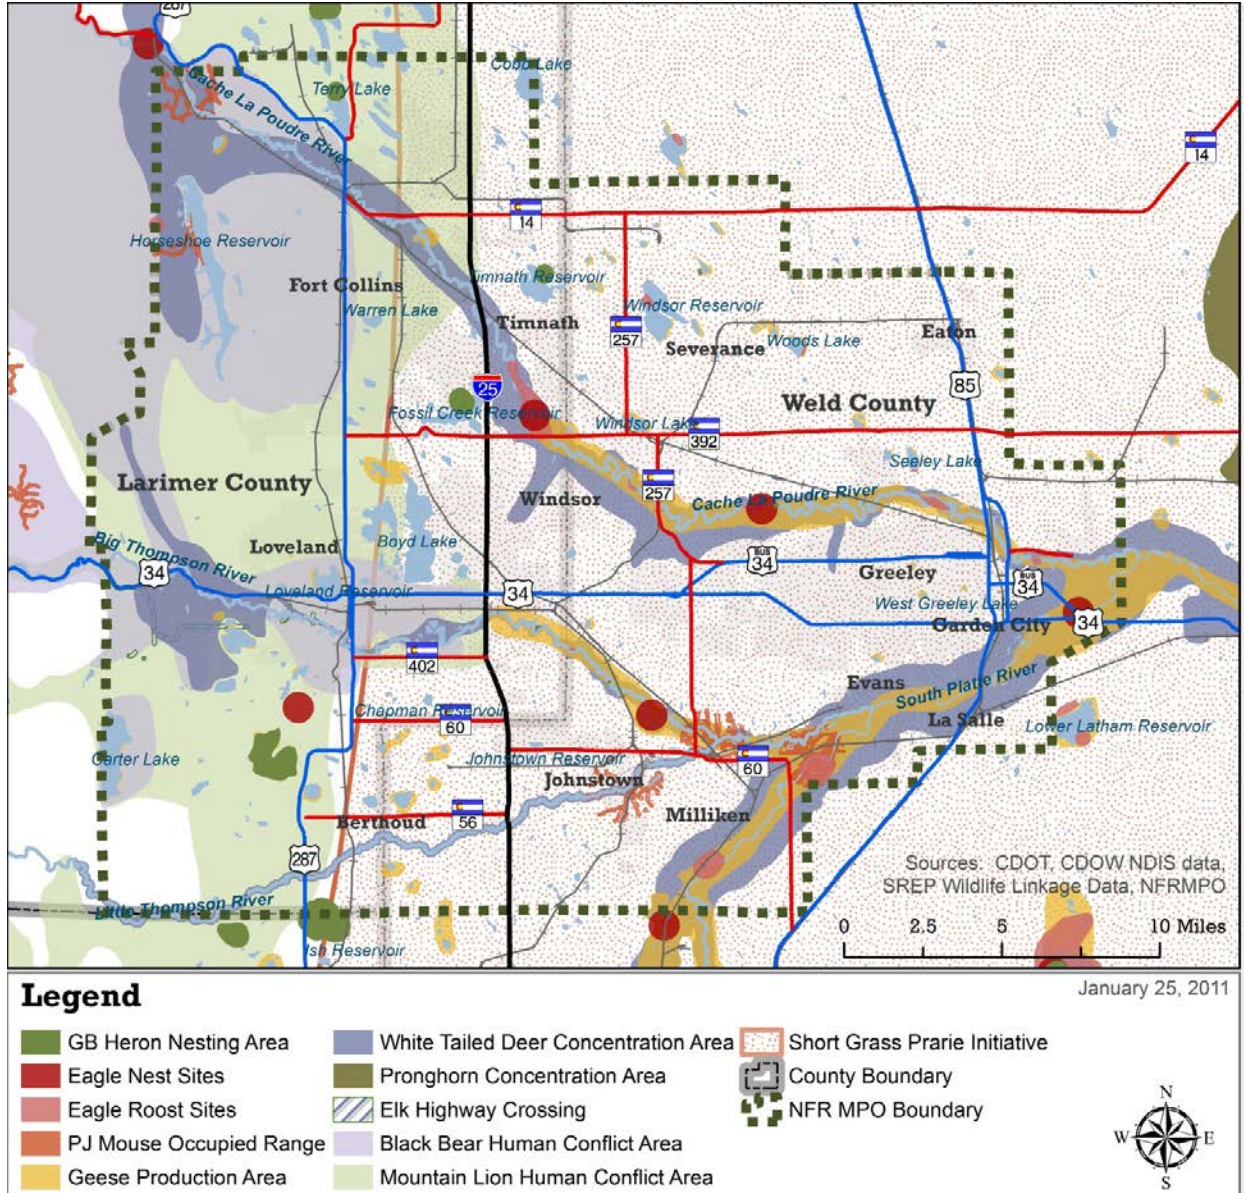 287
Cobb Lake
Terry Lake
Cache La Poudre River
14
14
Horseshoe Reservoir
Timnath Reservoir
Fort Collins
Warren Lake
Windsor Reservoir
Timnath
257
Severance
Woods Lake
Eaton
25
85
Fossil Creek Reservoir
Weld County
Windsor Lake
392
Seeley Lake
Larimer County
257
Windsor
Cache La Poudre River
Big Thompson River
Loveland
Boyd Lake
34
BUS 34
Greeley
Loveland Reservoir
34
BUS 34
West Greeley Lake
Garden City
34
402
Evans
South Platte River
Chapman Reservoir
60
La Salle
Lower Latham Reservoir
Carter Lake
Johnstown Reservoir
60
Johnstown
Berthoud
56
Milliken
287
Little Thompson River
Ish Reservoir
Sources: CDOT, CDOW NDIS data,
SREP Wildlife Linkage Data, NFRMPO
0 2.5 5 10 Miles
Legend
January 25, 2011
GB Heron Nesting Area
Eagle Nest Sites
Eagle Roost Sites
PJ Mouse Occupied Range
Geese Production Area
White Tailed Deer Concentration Area
Pronghorn Concentration Area
Elk Highway Crossing
Black Bear Human Conflict Area
Mountain Lion Human Conflict Area
Short Grass Prarie Initiative
County Boundary
NFR MPO Boundary
N
W E
S